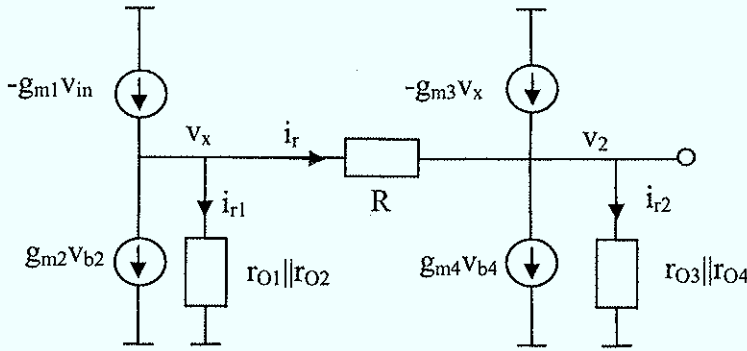 -gm1vin
-gm3vx
vx
ir
v2
R
ir1
ir2
gm2vb2
gm4vb4
rO1||rO2
rO3||rO4